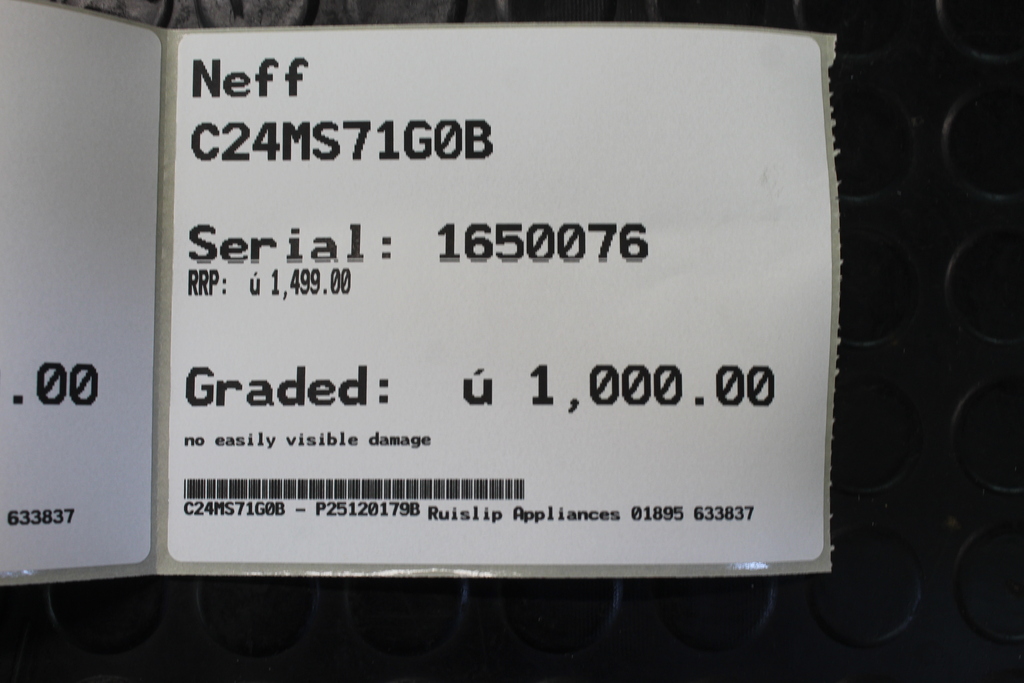 .00
633837
Neff
C24MS71G0B
Serial: 1650076
RRP: ú 1,499.00
Graded: ú 1,000.00
no easily visible damage
C24MS71G0B - P25120179B Ruislip Appliances 01895 633837